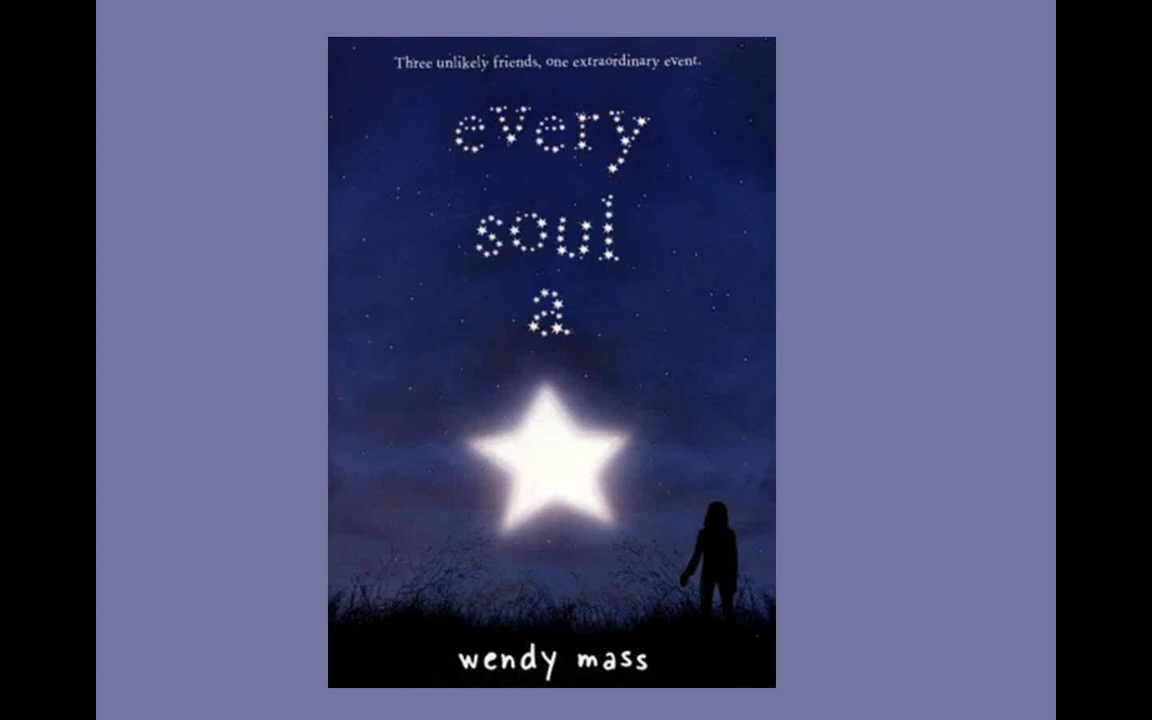 Three unlikely friends, one extraordinary event.
every
soul
a
wendy mass